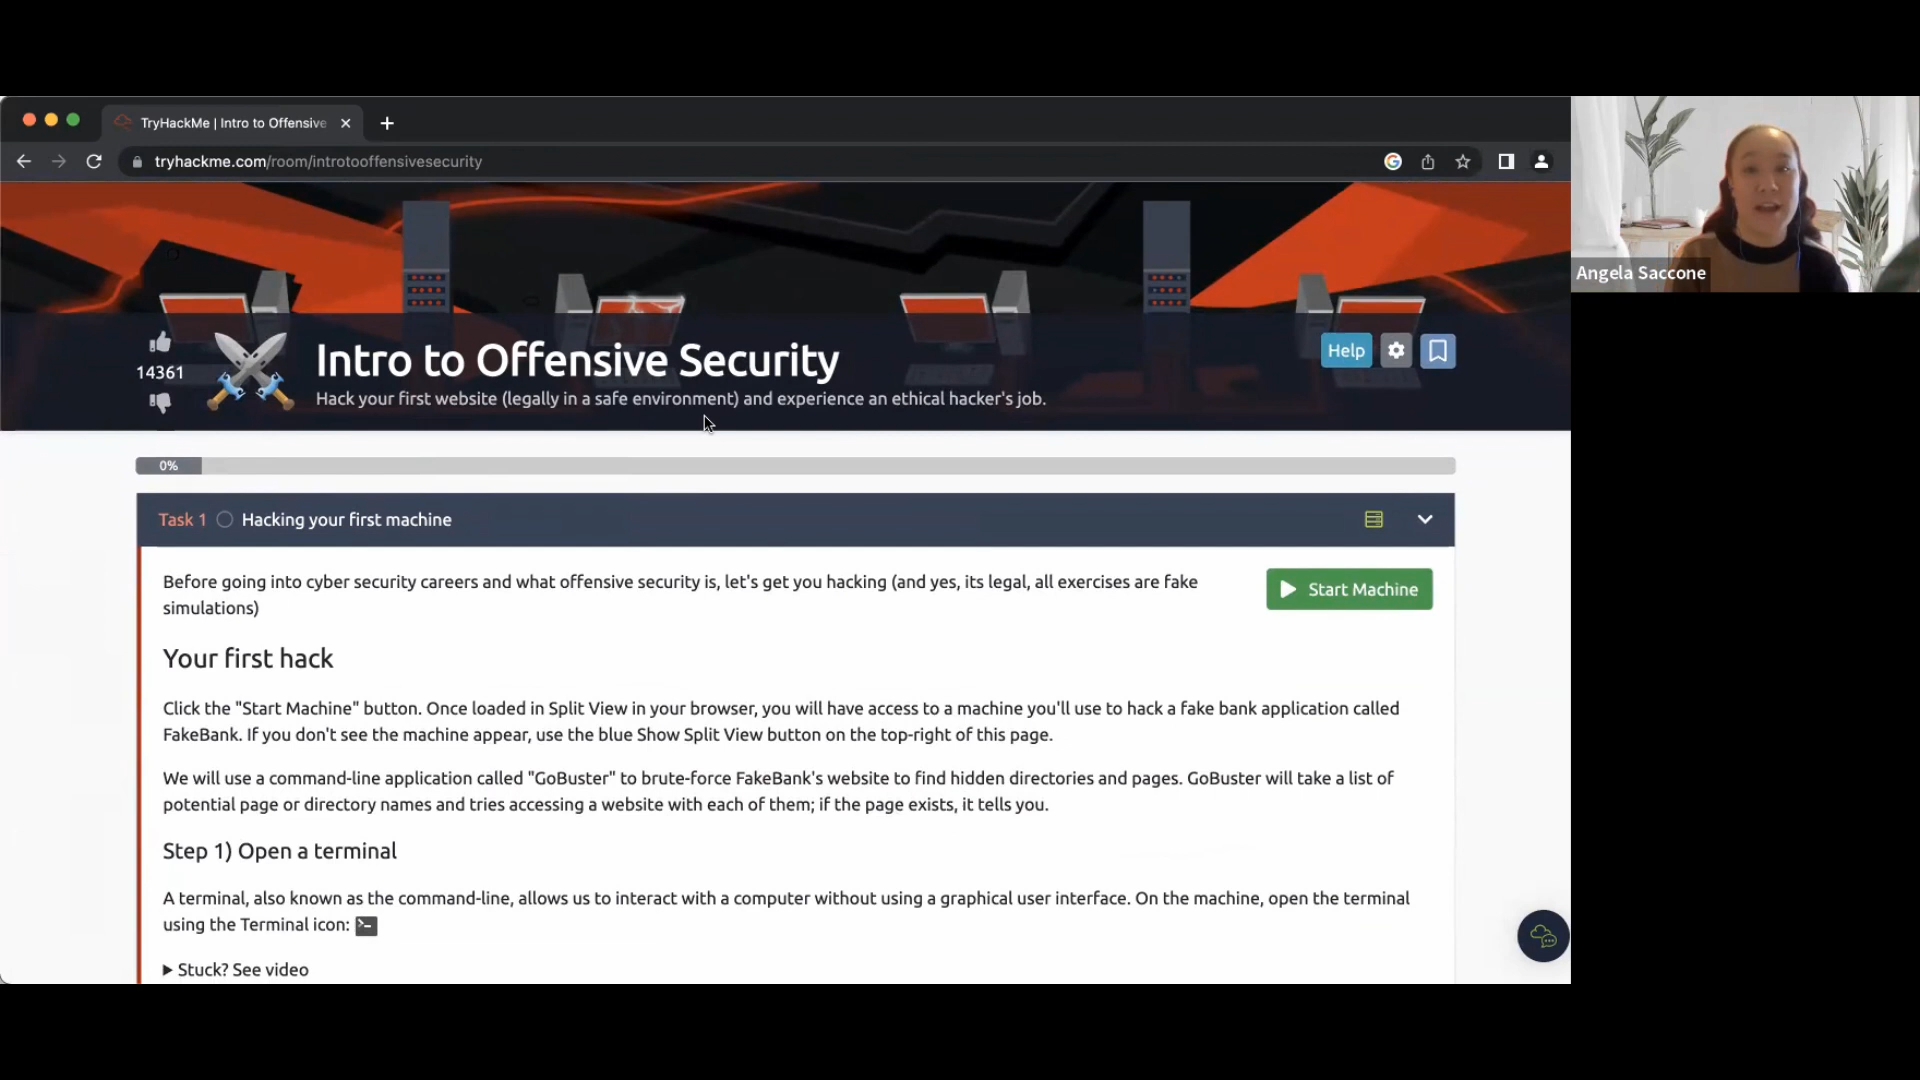 TryHackMe | Intro to Offensive
tryhackme.com/room/introtooffensivesecurity
Angela Saccone
14361
Intro to Offensive Security
Hack your first website (legally in a safe environment) and experience an ethical hacker's job.
Help
0%
Task 1 Hacking your first machine
Before going into cyber security careers and what offensive security is, let's get you hacking (and yes, its legal, all exercises are fake
simulations)
Start Machine
Your first hack
Click the "Start Machine" button. Once loaded in Split View in your browser, you will have access to a machine you'll use to hack a fake bank application called
FakeBank. If you don't see the machine appear, use the blue Show Split View button on the top-right of this page.
We will use a command-line application called "GoBuster" to brute-force FakeBank's website to find hidden directories and pages. GoBuster will take a list of
potential page or directory names and tries accessing a website with each of them; if the page exists, it tells you.
Step 1) Open a terminal
A terminal, also known as the command-line, allows us to interact with a computer without using a graphical user interface. On the machine, open the terminal
using the Terminal icon:
Stuck? See video